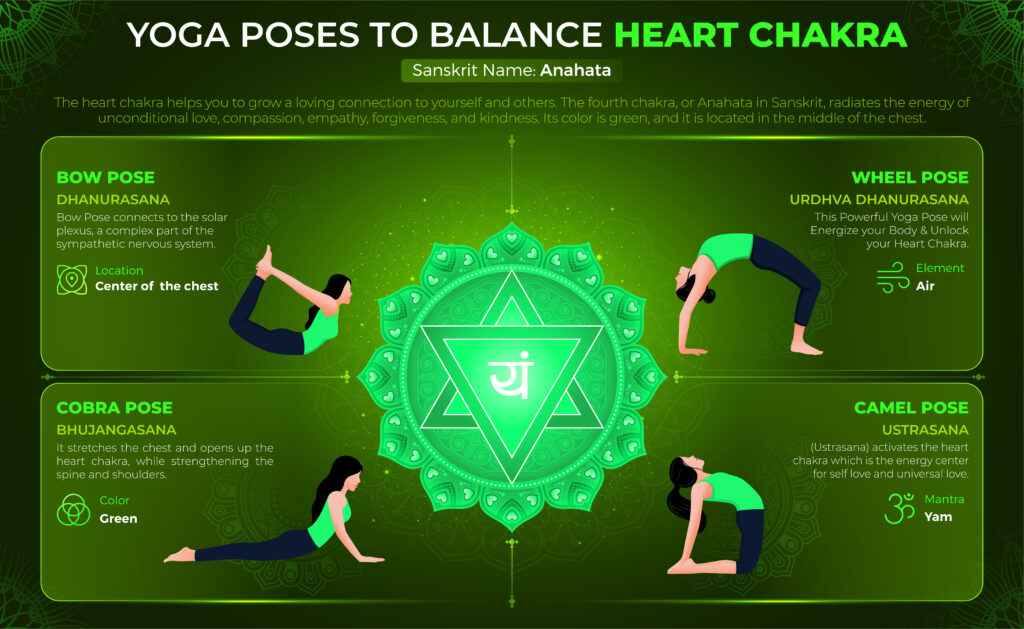 YOGA POSES TO BALANCE HEART CHAKRA
Sanskrit Name: Anahata
The heart chakra helps you to grow a loving connection to yourself and others. The fourth chakra, or Anahata in Sanskrit, radiates the energy of
unconditional love, compassion, empathy, forgiveness, and kindness. Its color is green, and it is located in the middle of the chest.
BOW POSE
DHANURASANA
Bow Pose connects to the solar
plexus, a complex part of the
sympathetic nervous system.
Location
Center of the chest
WHEEL POSE
URDHVA DHANURASANA
This Powerful Yoga Pose will
Energize your Body & Unlock
your Heart Chakra.
Element
Air
यं
COBRA POSE
BHUJANGASANA
It stretches the chest and opens up the
heart chakra, while strengthening the
spine and shoulders.
Color
Green
CAMEL POSE
USTRASANA
(Ustrasana) activates the heart
chakra which is the energy center
for self love and universal love.
ॐ
Mantra
Yam